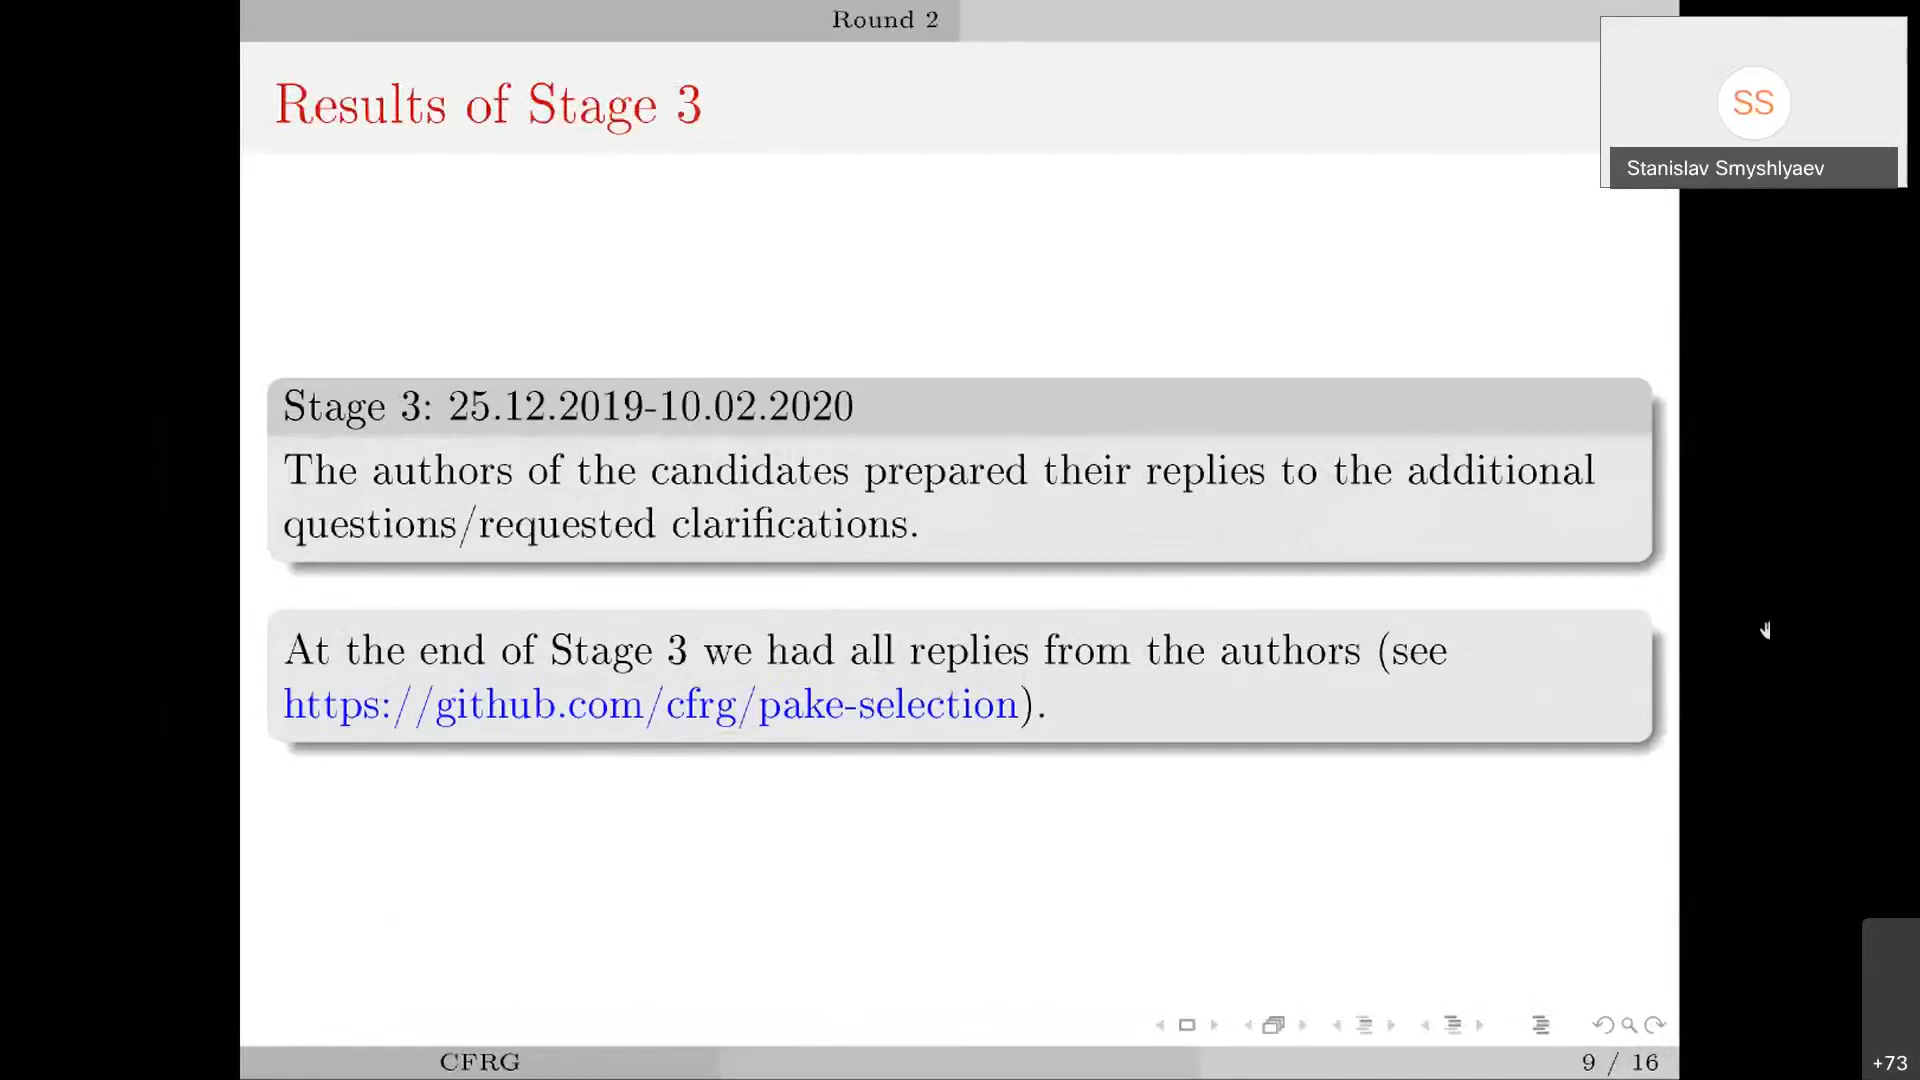 Round 2
Results of Stage 3
SS
Stanislav Smyshlyaev
Stage 3: 25.12.2019-10.02.2020
The authors of the candidates prepared their replies to the additional
questions/requested clarifications.
At the end of Stage 3 we had all replies from the authors (see
https://github.com/cfrg/pake-selection).
CFRG
9 / 16
+73